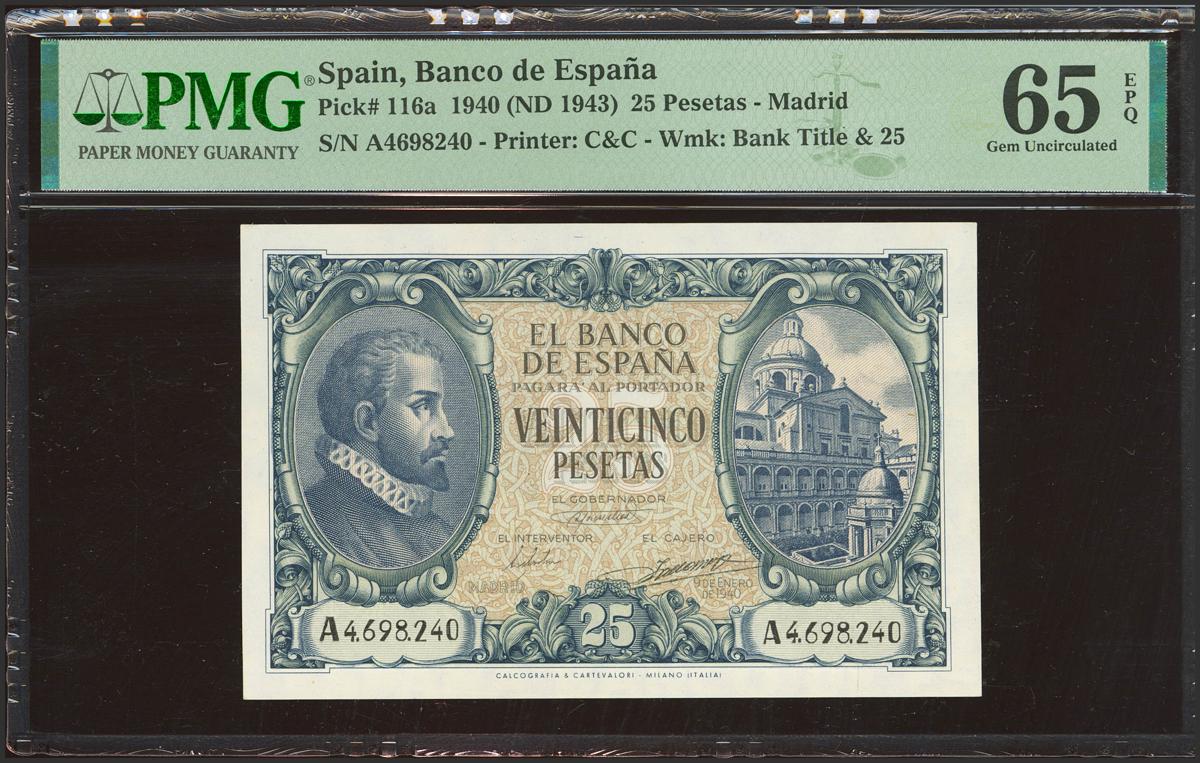 PMG®
PAPER MONEY GUARANTY
Spain, Banco de España
Pick# 116a 1940 (ND 1943) 25 Pesetas - Madrid
S/N A4698240 - Printer: C&C - Wmk: Bank Title & 25
65
EPQ
Gem Uncirculated
EL BANCO
DE ESPAÑA
PAGARÁ AL PORTADOR
25
VEINTICINCO
PESETAS
EL GOBERNADOR
EL INTERVENTOR EL CAJERO
MADRID 9 DE ENERO
DE 1940
A4.698.240 25 A4.698.240
CALCOGRAFIA & CARTEVALORI - MILANO (ITALIA)